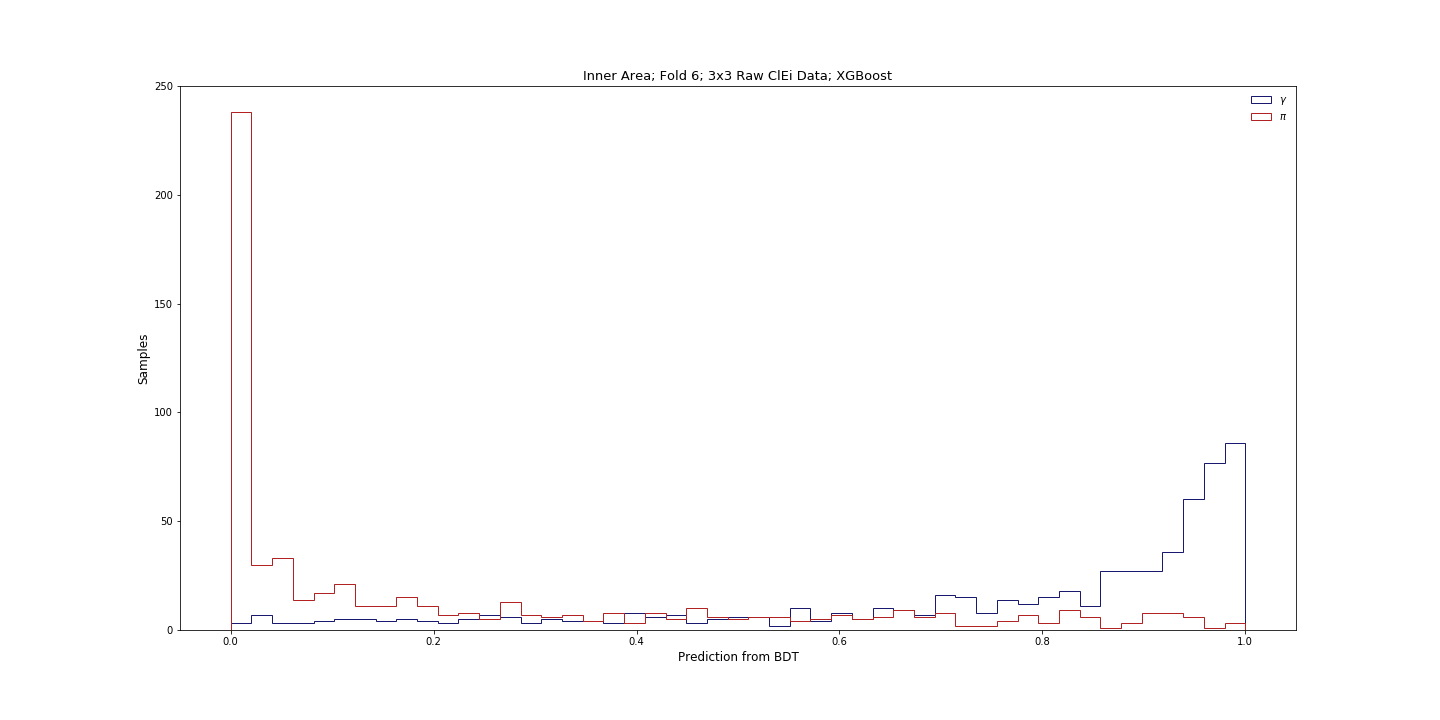 Inner Area; Fold 6; 3x3 Raw ClEi Data; XGBoost
250
200
150
100
50
0
Samples
γ
π
0.0 0.2 0.4 0.6 0.8 1.0
Prediction from BDT